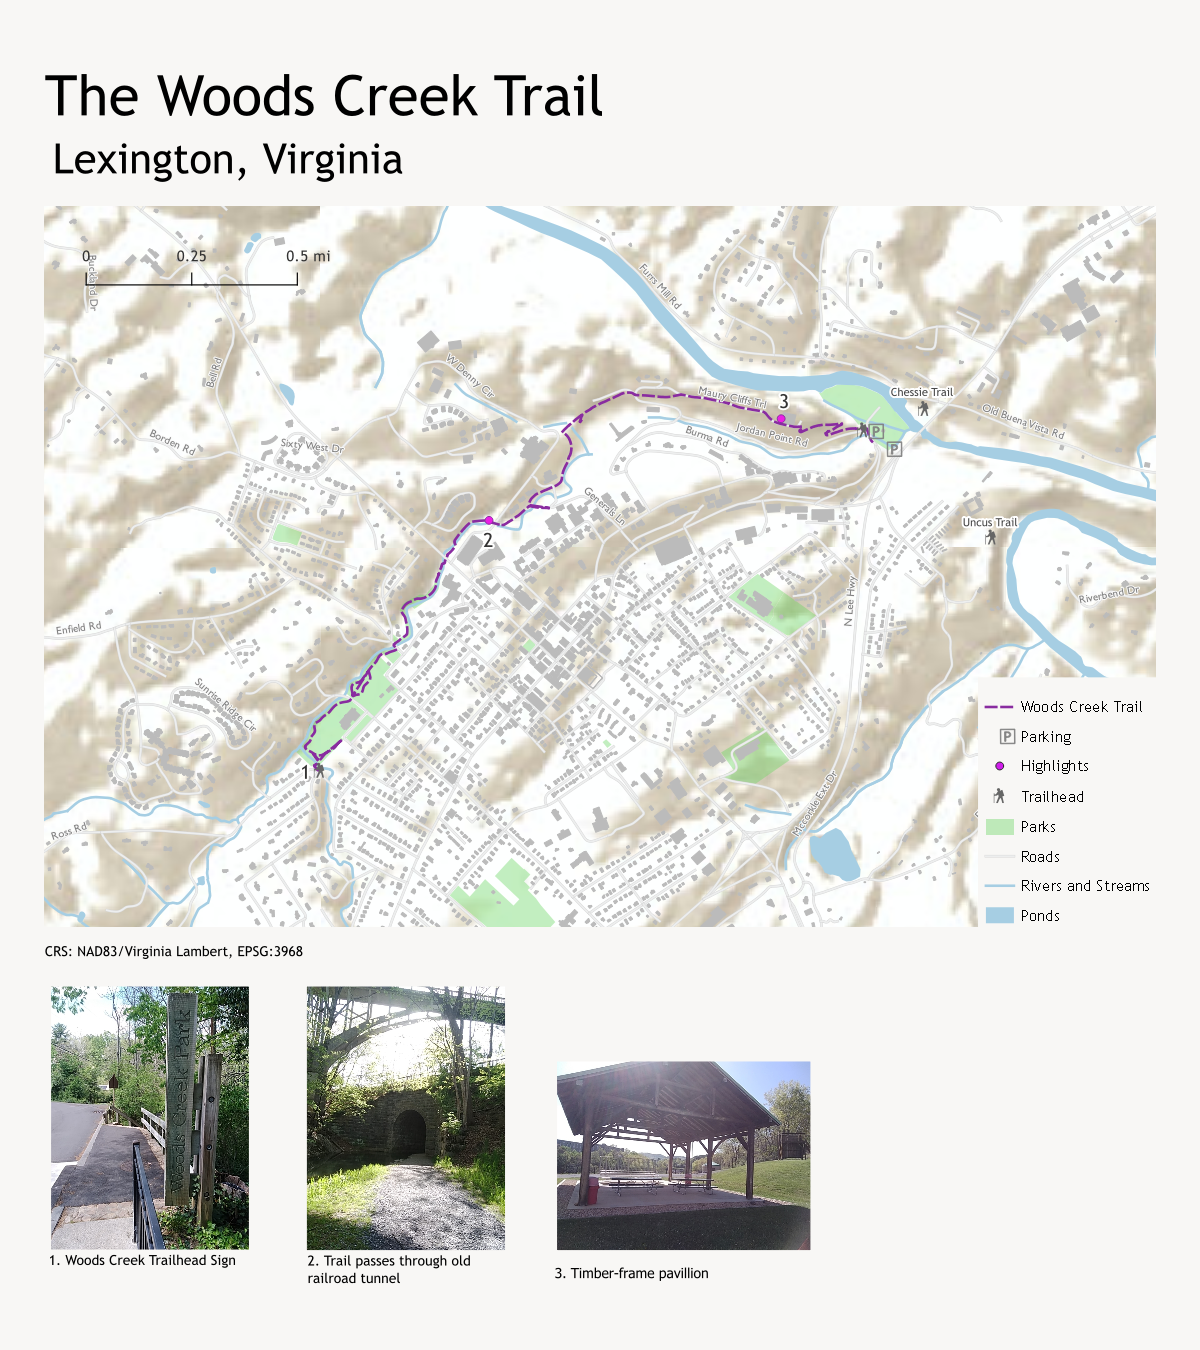 The Woods Creek Trail
Lexington, Virginia
0 0.25 0.5 mi
Buckland Dr
Furrs Mill Rd
Bell Rd
W Denny Cir
Maury Cliffs Trl
3
Chessie Trail
Old Buena Vista Rd
Borden Rd
Sixty West Dr
Burma Rd
Jordan Point Rd
P
P
Generals Ln
2
Uncus Trail
N Lee Hwy
Riverbend Dr
Enfield Rd
Sunrise Ridge Cir
1
Mccorkle Ext Dr
Ross Rd
Woods Creek Trail
P Parking
Highlights
Trailhead
Parks
Roads
Rivers and Streams
Ponds
CRS: NAD83/Virginia Lambert, EPSG:3968
Woods Creek Park
1. Woods Creek Trailhead Sign
2. Trail passes through old
railroad tunnel
3. Timber-frame pavillion